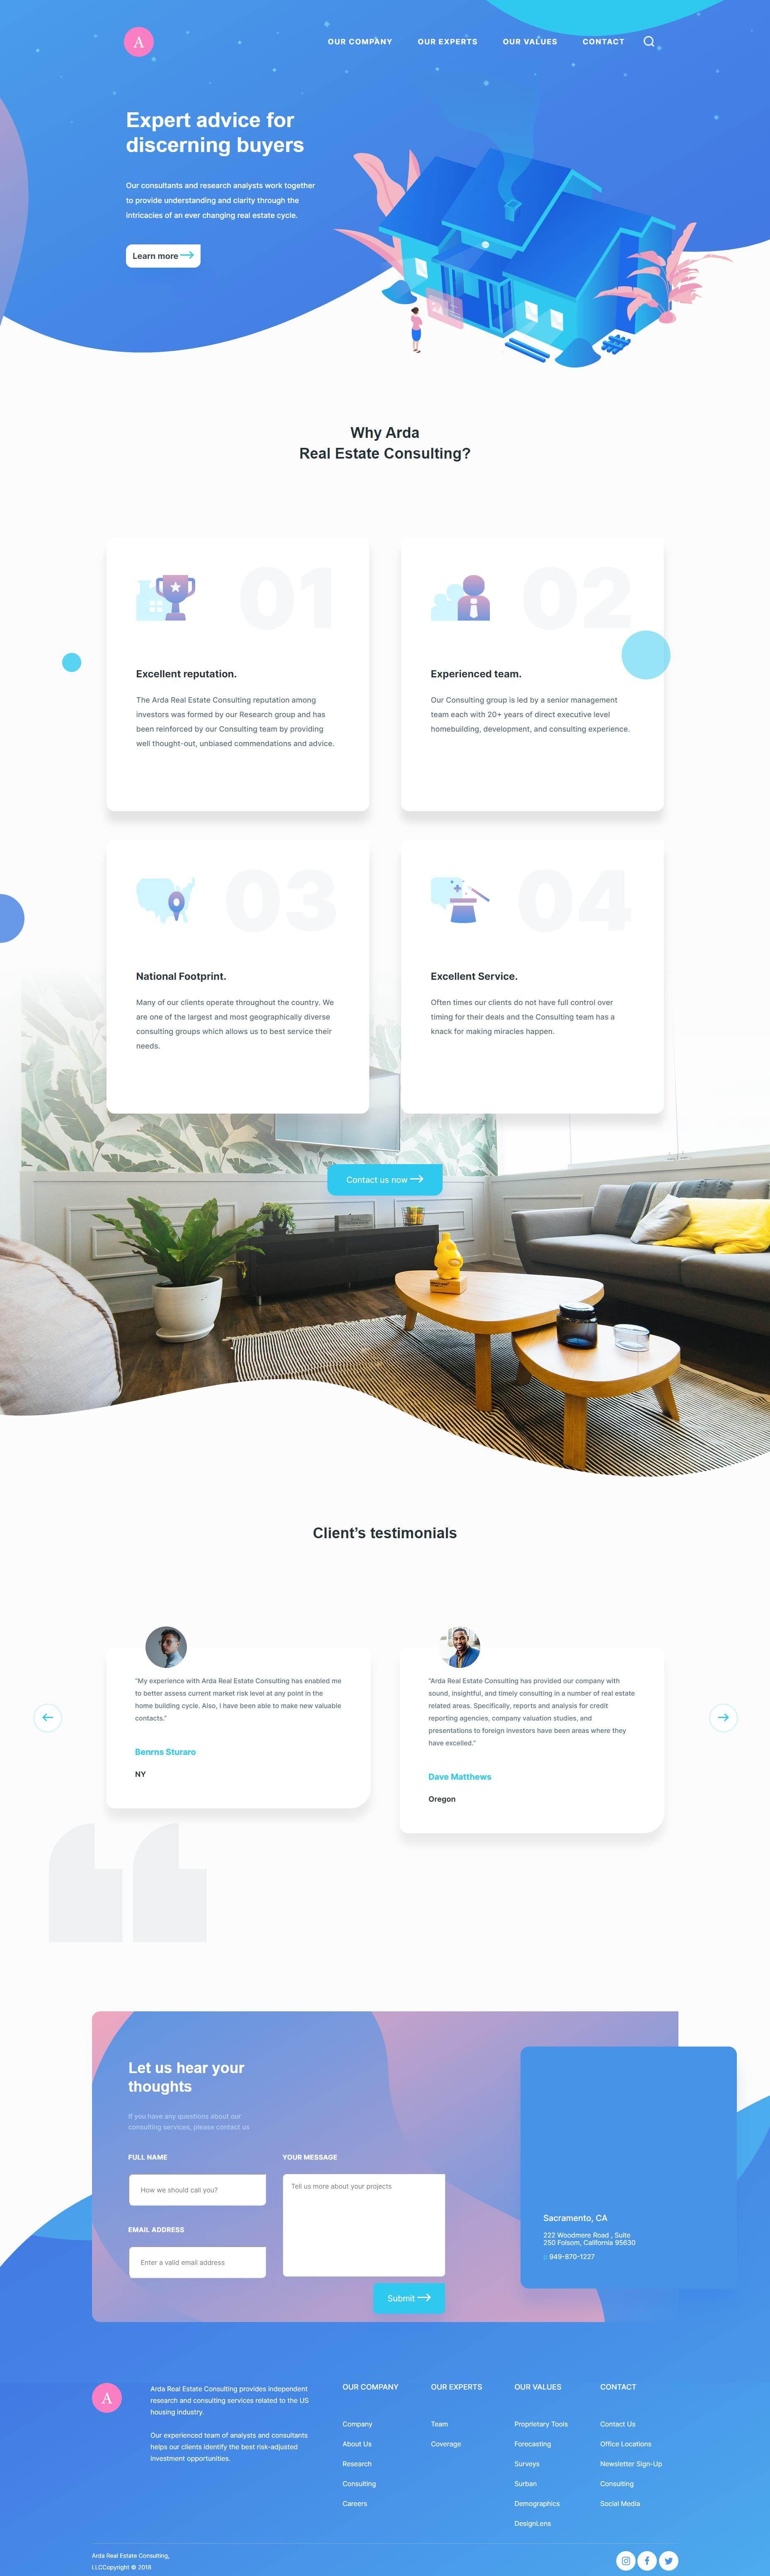 A
OUR COMPANY
OUR EXPERTS
OUR VALUES
CONTACT
Expert advice for
discerning buyers
Our consultants and research analysts work together
to provide understanding and clarity through the
intricacies of an ever changing real estate cycle.
Learn more
Why Arda
Real Estate Consulting?
01
Excellent reputation.
The Arda Real Estate Consulting reputation among
investors was formed by our Research group and has
been reinforced by our Consulting team by providing
well thought-out, unbiased commendations and advice.
02
Experienced team.
Our Consulting group is led by a senior management
team each with 20+ years of direct executive level
homebuilding, development, and consulting experience.
03
National Footprint.
Many of our clients operate throughout the country. We
are one of the largest and most geographically diverse
consulting groups which allows us to best service their
needs.
04
Excellent Service.
Often times our clients do not have full control over
timing for their deals and the Consulting team has a
knack for making miracles happen.
Contact us now
Client’s testimonials
“My experience with Arda Real Estate Consulting has enabled me
to better assess current market risk level at any point in the
home building cycle. Also, I have been able to make new valuable
contacts.”
Benrns Sturaro
NY
“Arda Real Estate Consulting has provided our company with
sound, insightful, and timely consulting in a number of real estate
related areas. Specifically, reports and analysis for credit
reporting agencies, company valuation studies, and
presentations to foreign investors have been areas where they
have excelled.”
Dave Matthews
Oregon
Let us hear your
thoughts
If you have any questions about our
consulting services, please contact us
FULL NAME
How we should call you?
EMAIL ADDRESS
Enter a valid email address
YOUR MESSAGE
Tell us more about your projects
Submit
Sacramento, CA
222 Woodmere Road , Suite
250 Folsom, California 95630
949-870-1227
A
Arda Real Estate Consulting provides independent
research and consulting services related to the US
housing industry.
Our experienced team of analysts and consultants
helps our clients identify the best risk-adjusted
investment opportunities.
OUR COMPANY
Company
About Us
Research
Consulting
Careers
OUR EXPERTS
Team
Coverage
OUR VALUES
Proprietary Tools
Forecasting
Surveys
Surban
Demographics
DesignLens
CONTACT
Contact Us
Office Locations
Newsletter Sign-Up
Consulting
Social Media
Arda Real Estate Consulting,
LLCCopyright © 2018